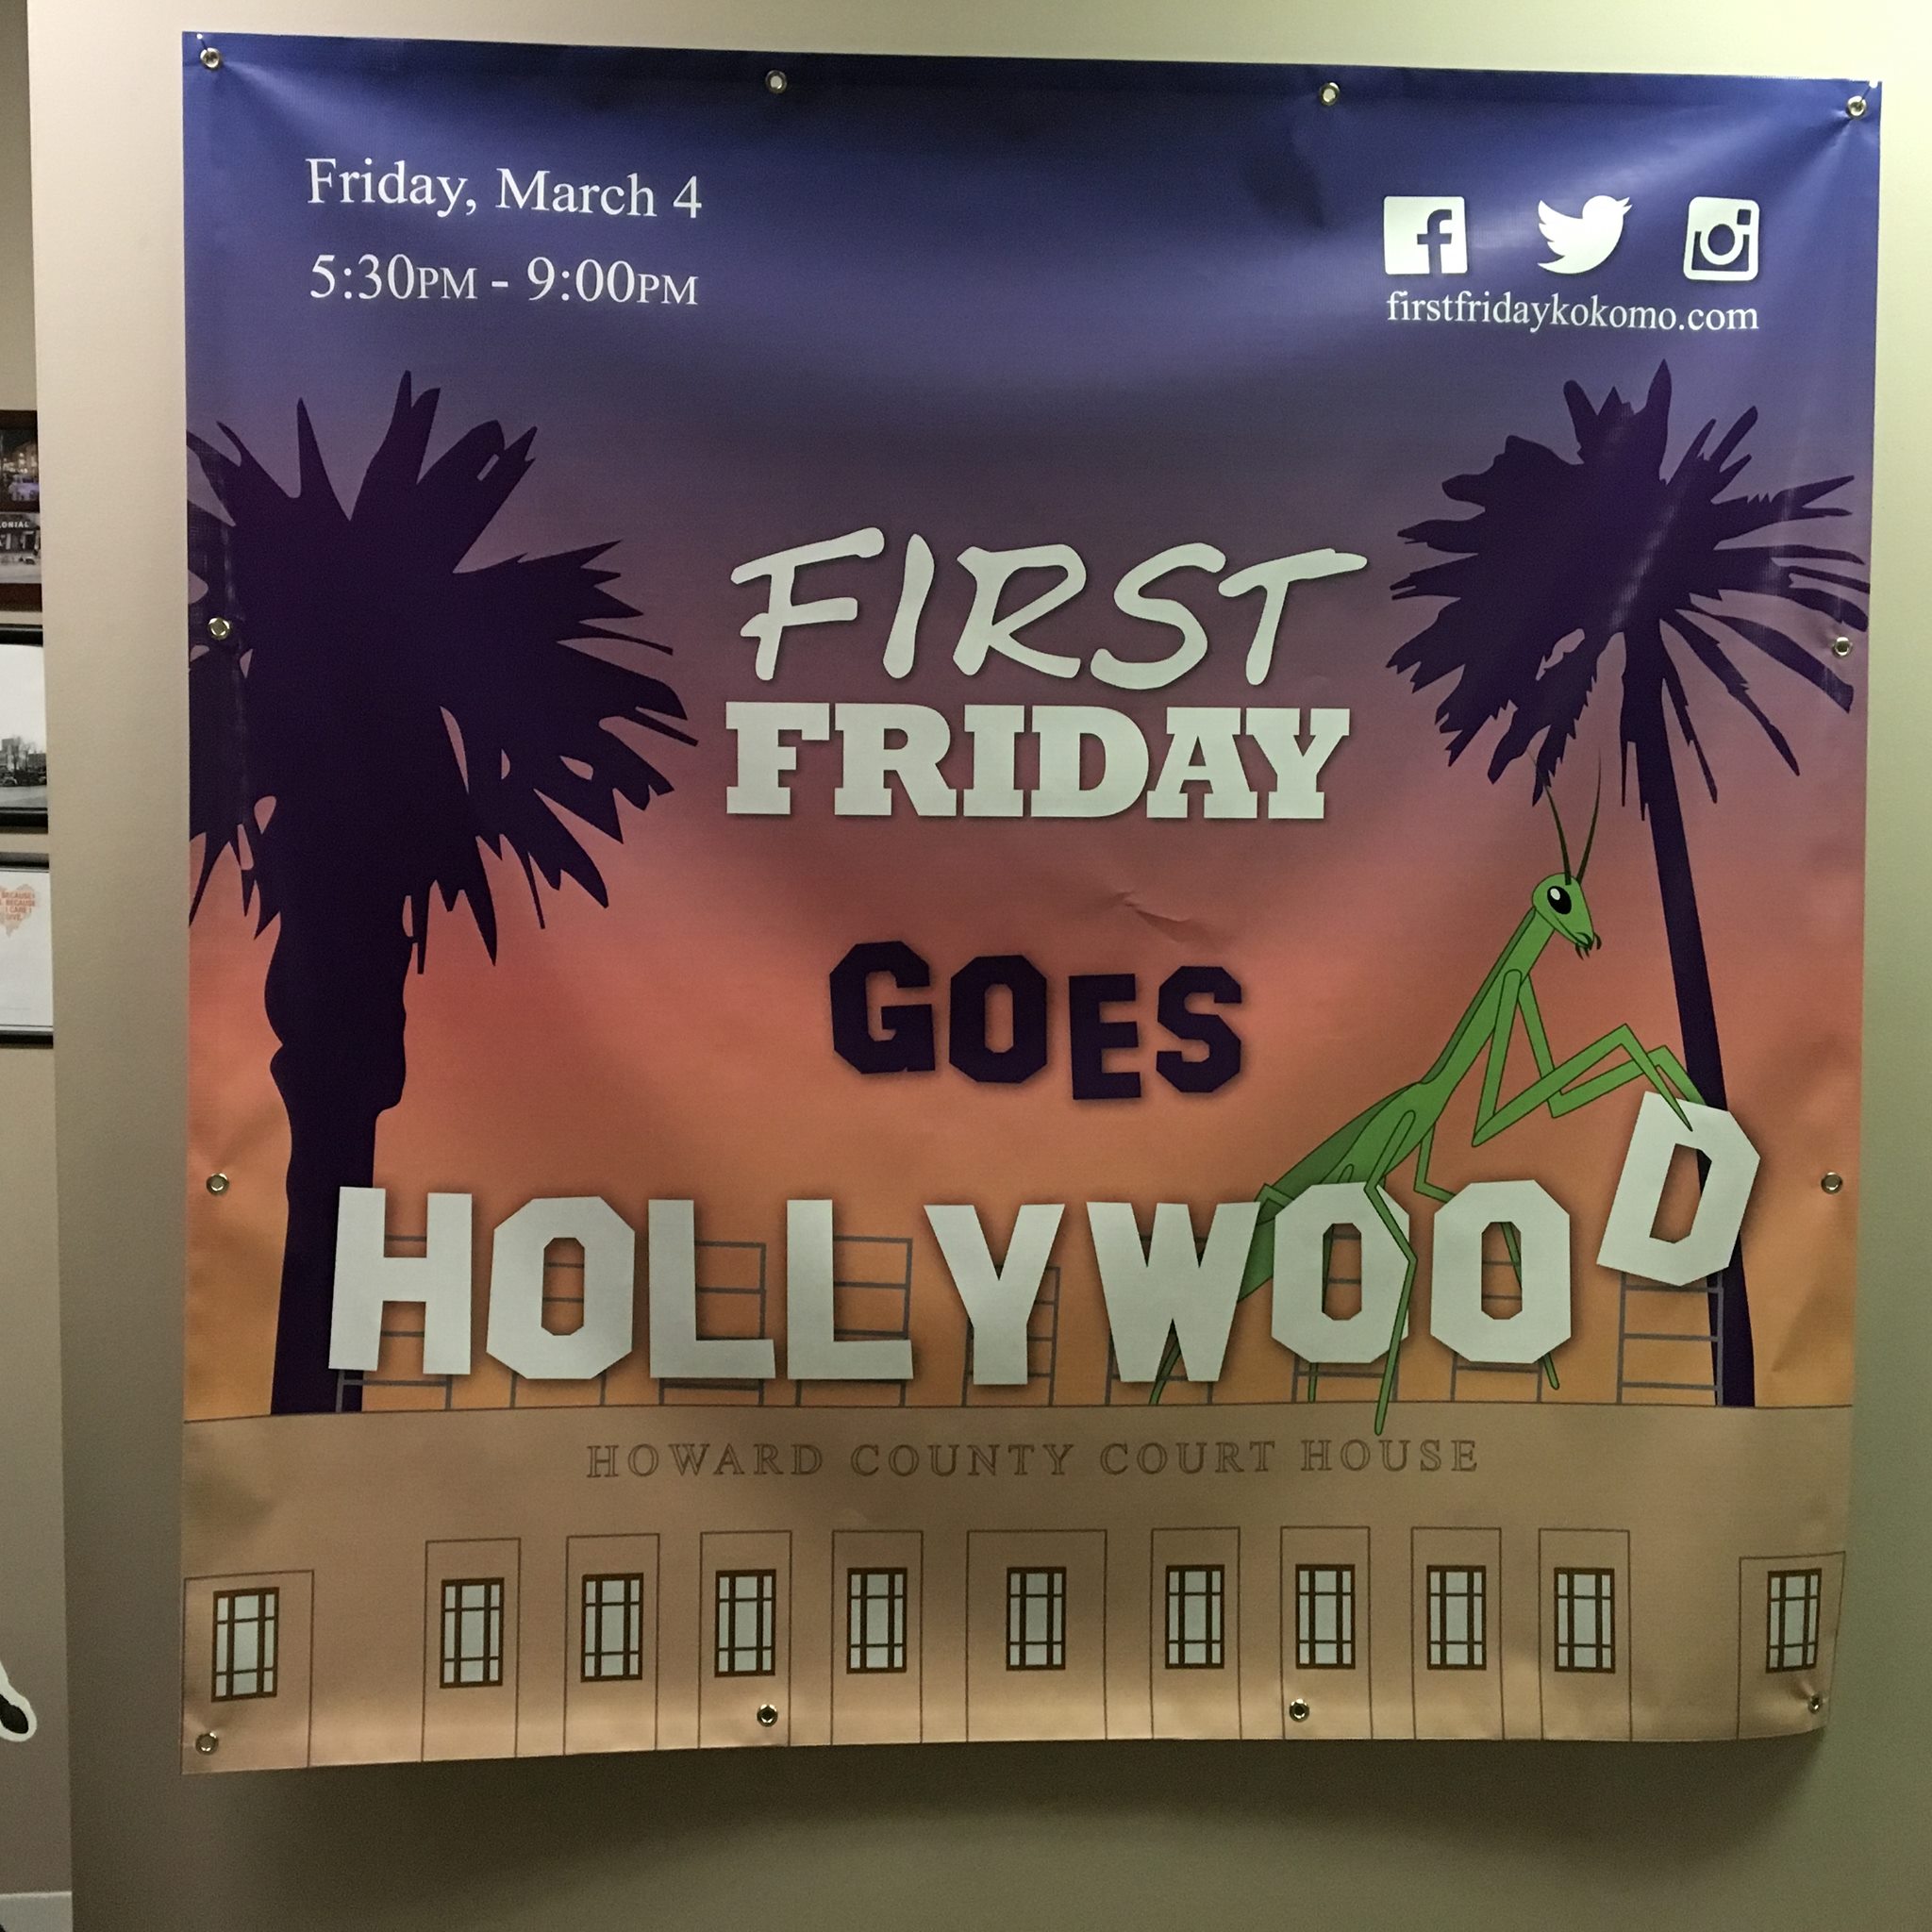 Friday, March 4
5:30PM - 9:00PM
firstfridaykokomo.com
FIRST
FRIDAY
GOES
HOLLYWOOD
HOWARD COUNTY COURT HOUSE